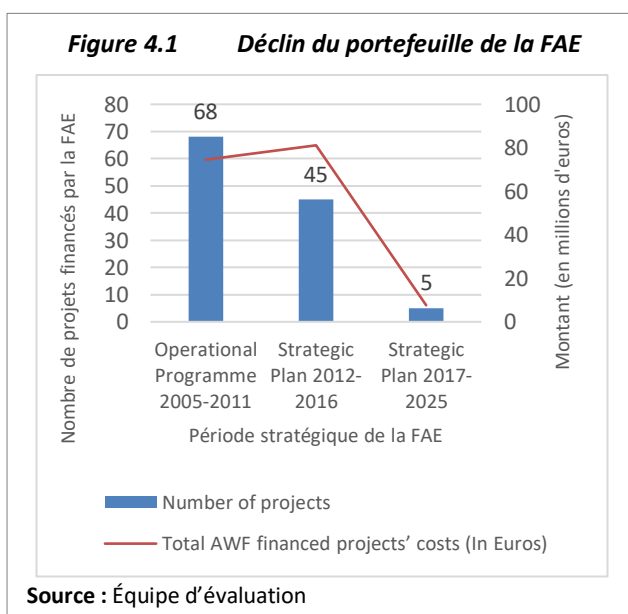 Figure 4.1 Déclin du portefeuille de la FAE
Nombre de projets financés par la FAE
80
70
60
50
40
30
20
10
0
68
45
5
100
80
60
40
20
0
Montant (en millions d'euros)
Operational
Programme
2005-2011
Strategic
Plan 2012-
2016
Strategic
Plan 2017-
2025
Période stratégique de la FAE
Number of projects
Total AWF financed projects’ costs (In Euros)
Source : Équipe d’évaluation